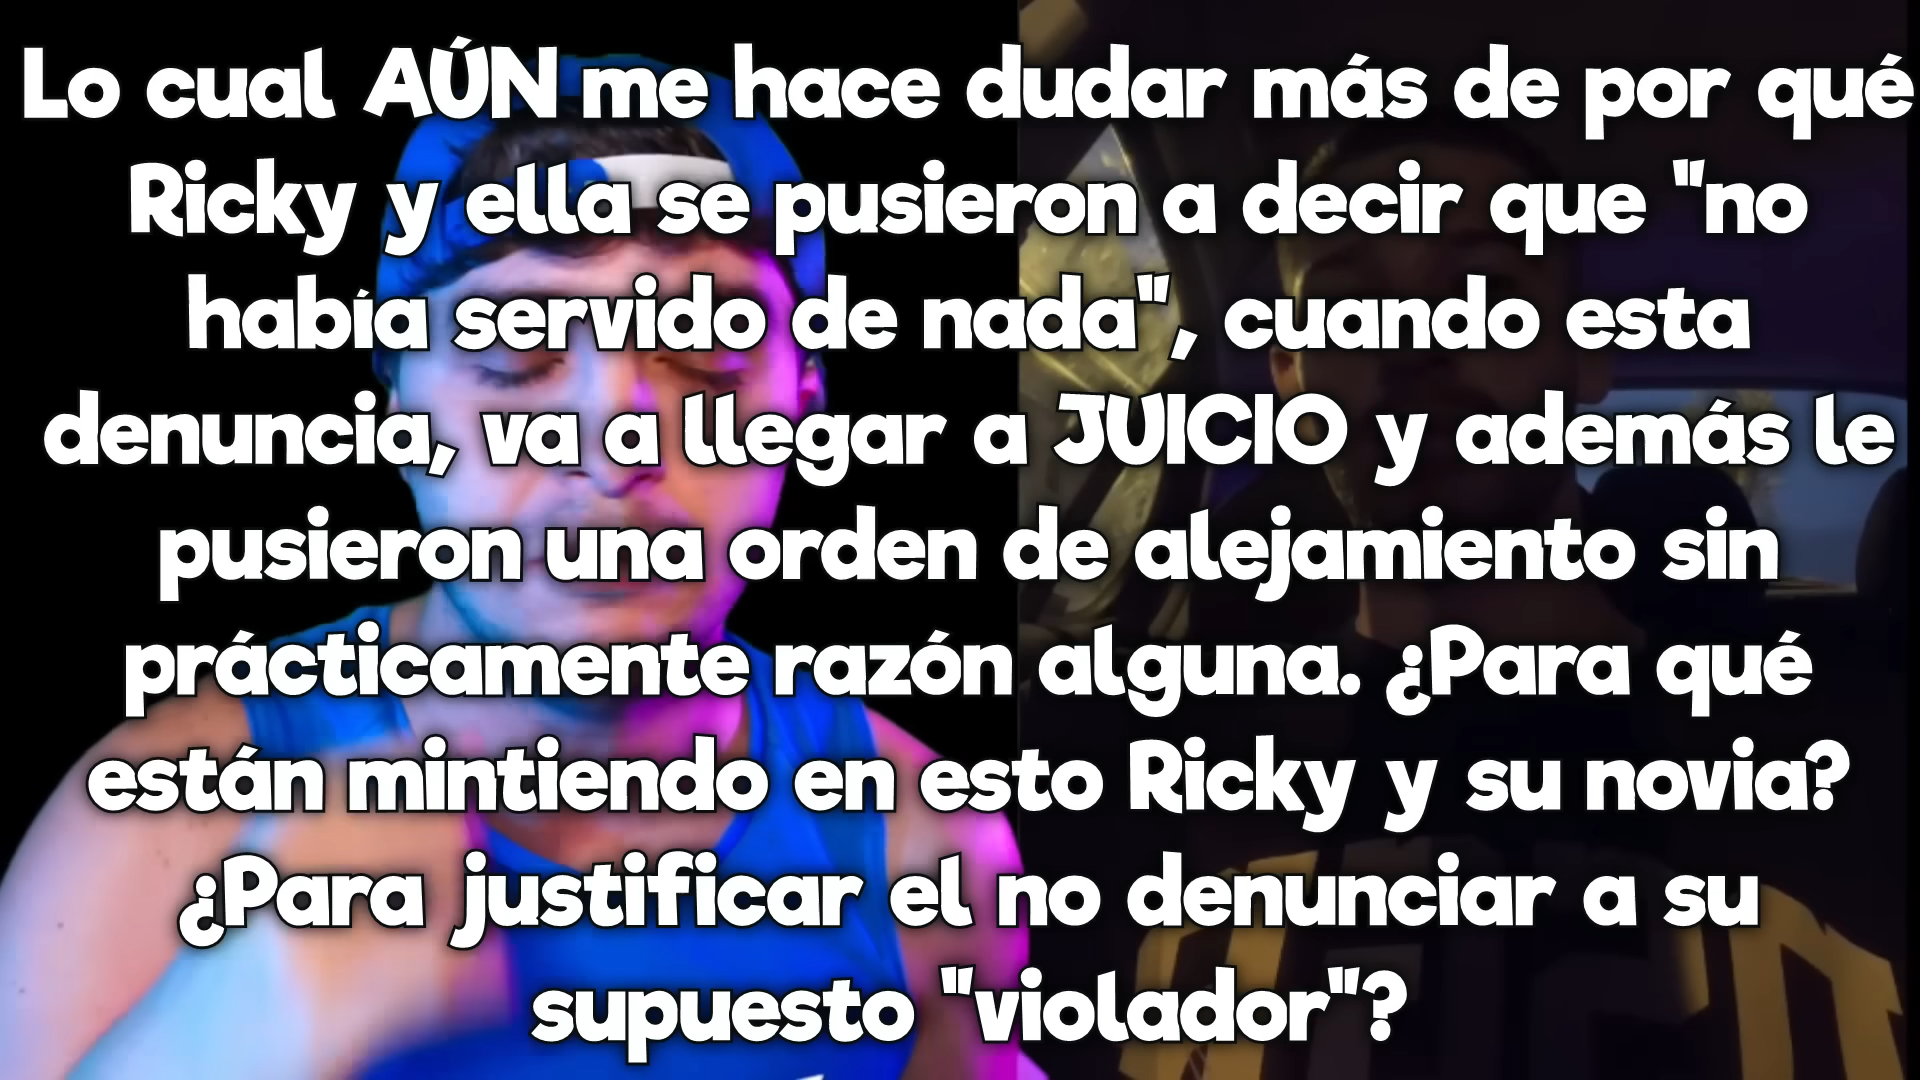 Lo cual AÚN me hace dudar más de por qué
Ricky y ella se pusieron a decir que "no
había servido de nada", cuando esta
denuncia, va a llegar a JUICIO y además le
pusieron una orden de alejamiento sin
prácticamente razón alguna. ¿Para qué
están mintiendo en esto Ricky y su novia?
¿Para justificar el no denunciar a su
supuesto "violador"?